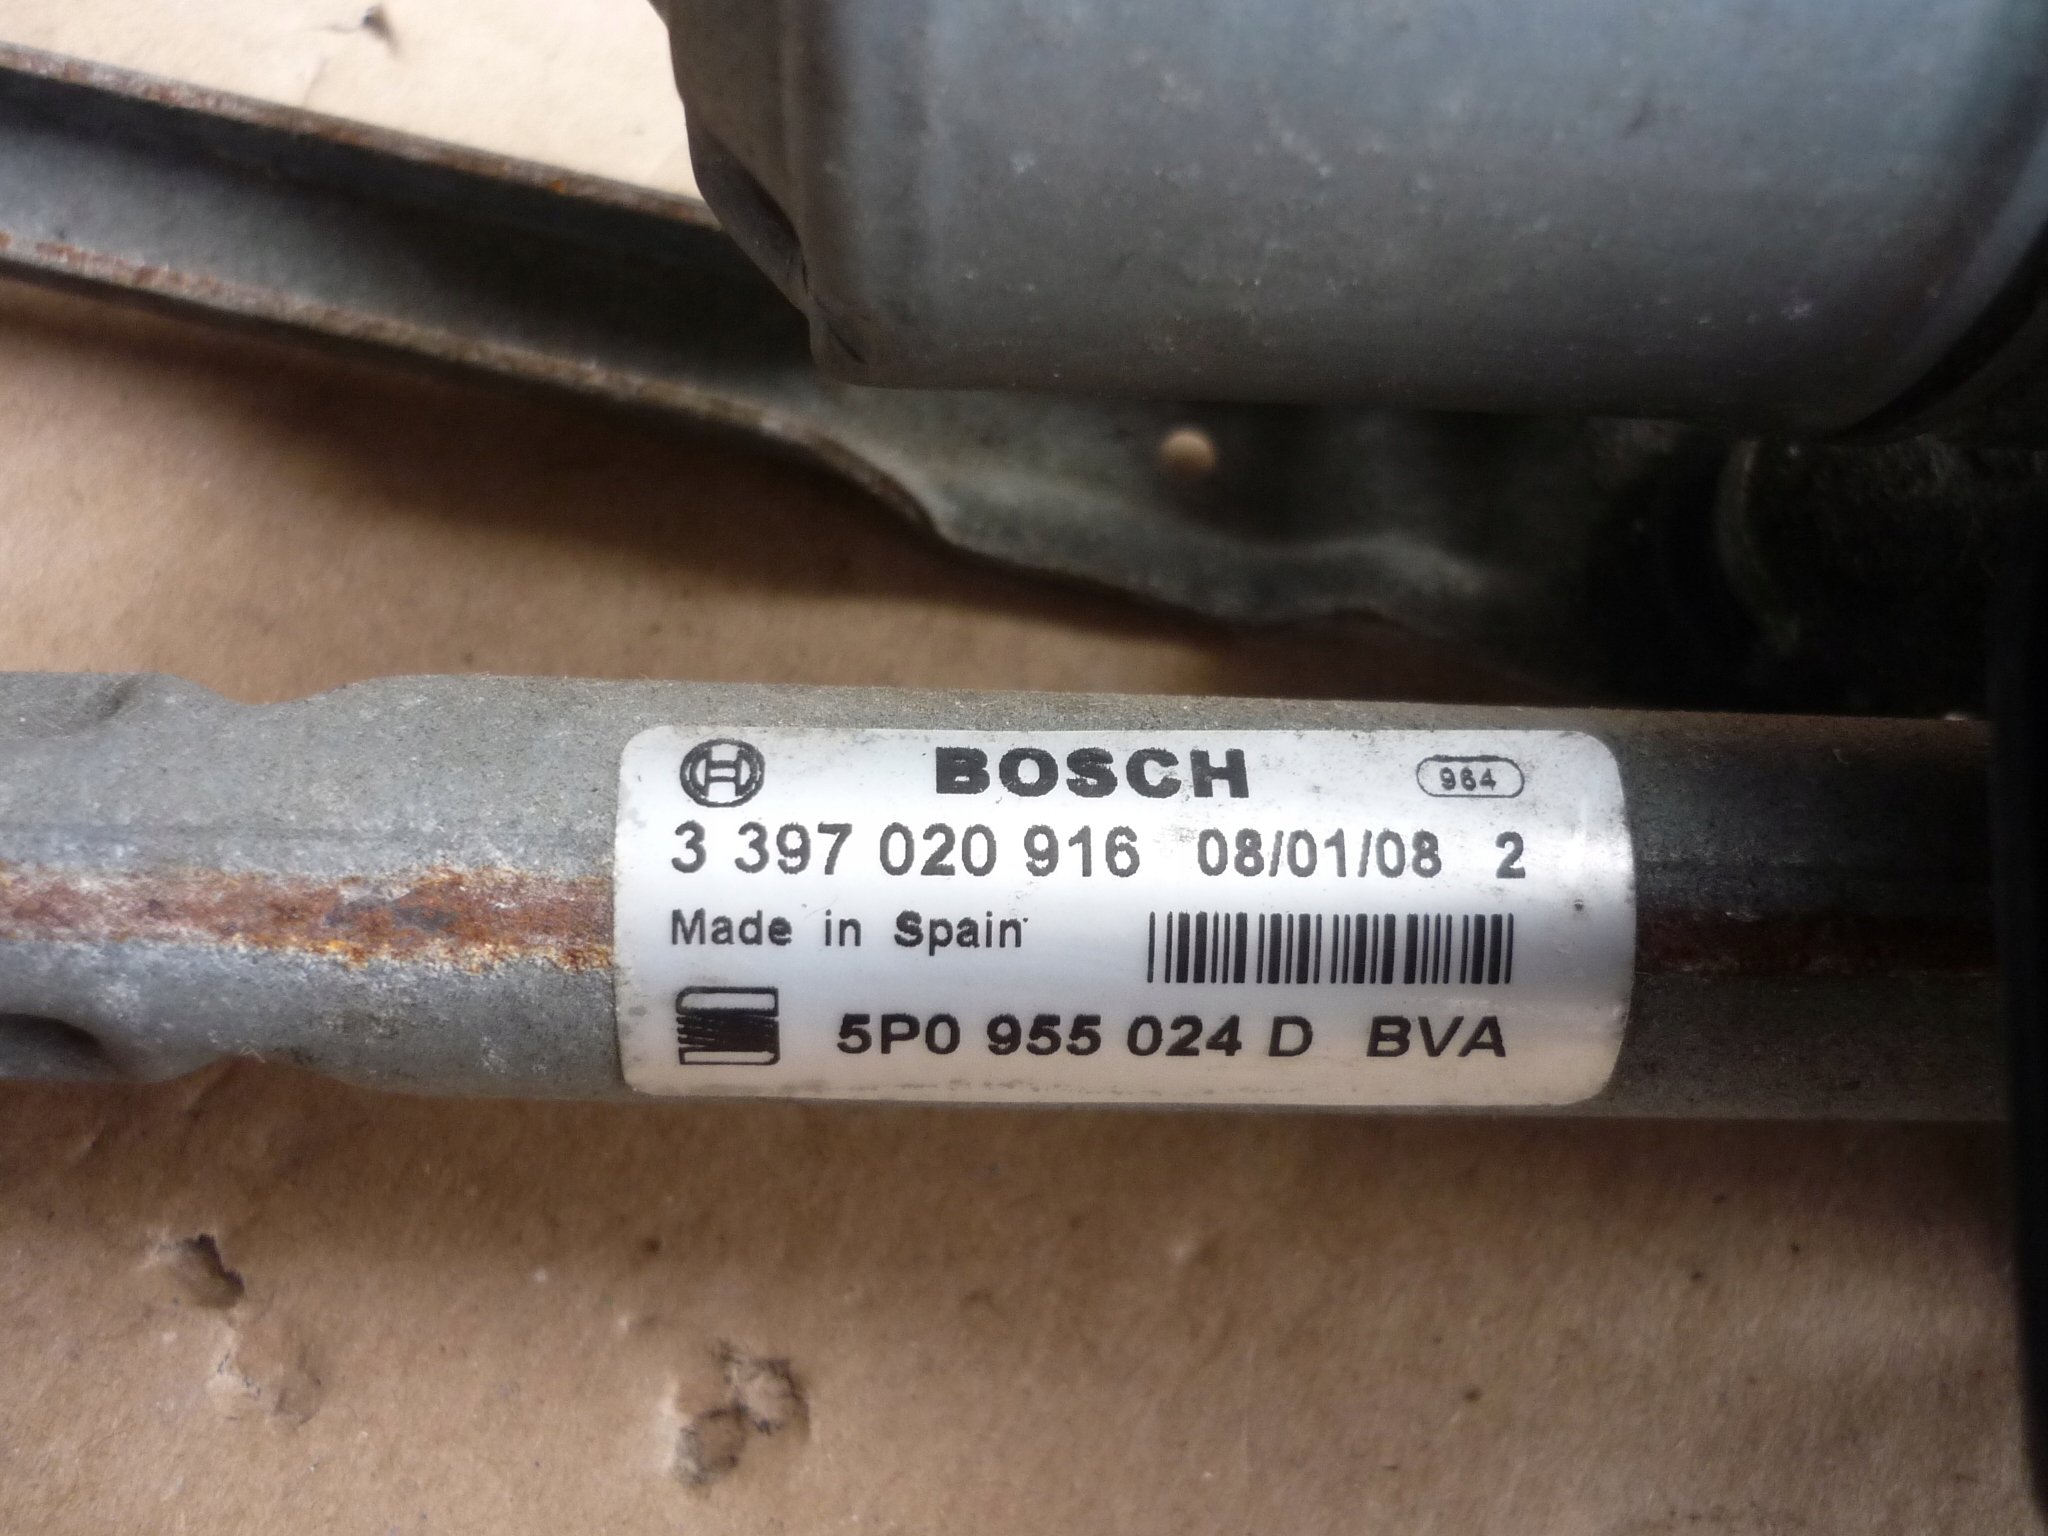 BOSCH 964
3 397 020 916 08/01/08 2
Made in Spain
5P0 955 024 D BVA